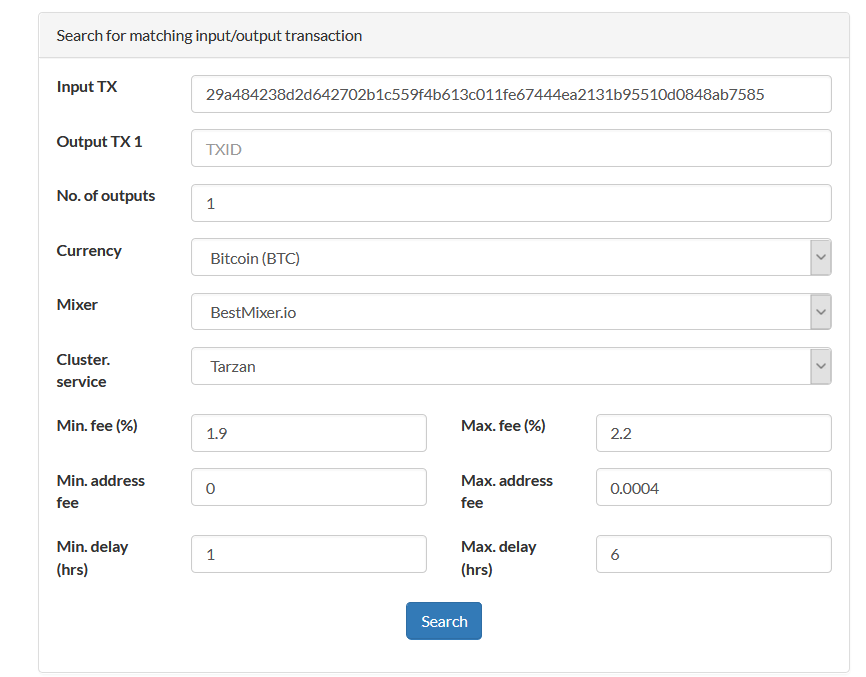 Search for matching input/output transaction
Input TX
29a484238d2d642702b1c559f4b613c011fe67444ea2131b95510d0848ab7585
Output TX 1
TXID
No. of outputs
1
Currency
Bitcoin (BTC)
Mixer
BestMixer.io
Cluster.
service
Tarzan
Min. fee (%)
1.9
Max. fee (%)
2.2
Min. address
fee
0
Max. address
fee
0.0004
Min. delay
(hrs)
1
Max. delay
(hrs)
6
Search